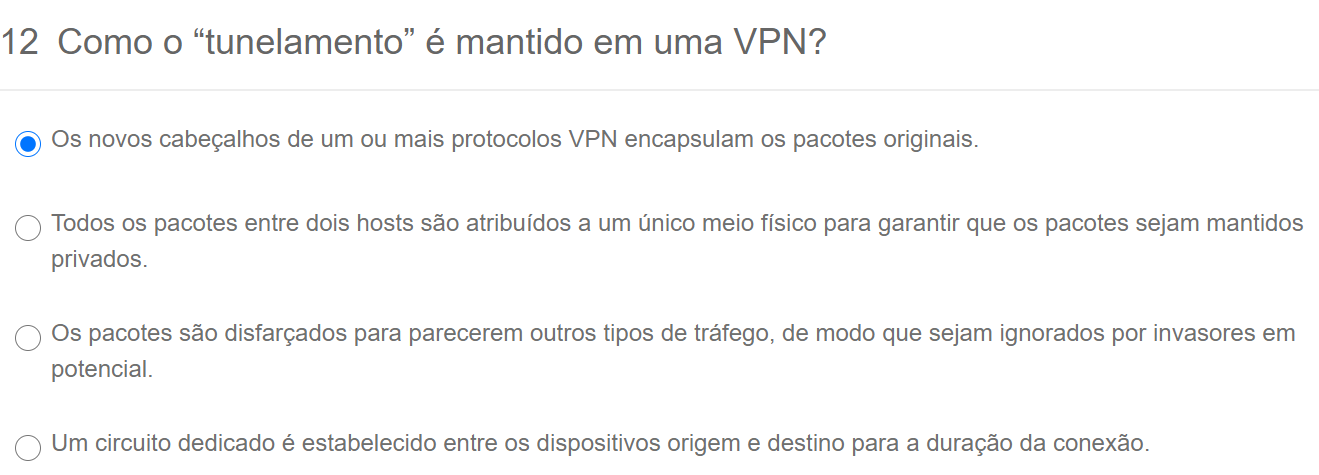 12 Como o “tunelamento” é mantido em uma VPN?
Os novos cabeçalhos de um ou mais protocolos VPN encapsulam os pacotes originais.
Todos os pacotes entre dois hosts são atribuídos a um único meio físico para garantir que os pacotes sejam mantidos
privados.
Os pacotes são disfarçados para parecerem outros tipos de tráfego, de modo que sejam ignorados por invasores em
potencial.
Um circuito dedicado é estabelecido entre os dispositivos origem e destino para a duração da conexão.